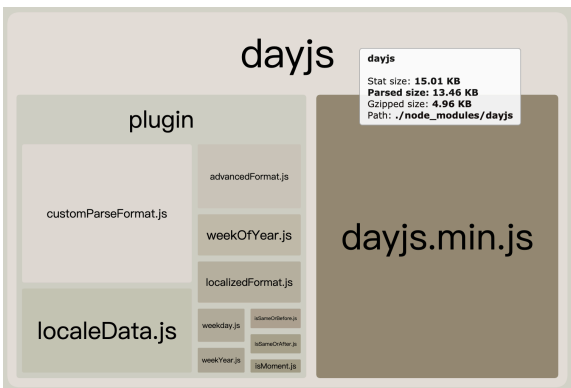 dayjs
dayjs
Stat size: 15.01 KB
Parsed size: 13.46 KB
Gzipped size: 4.96 KB
Path: ./node_modules/dayjs
plugin
customParseFormat.js
localeData.js
advancedFormat.js
weekOfYear.js
localizedFormat.js
weekday.js
isSameOrBefore.js
weekYear.js
isSameOrAfter.js
isMoment.js
dayjs.min.js